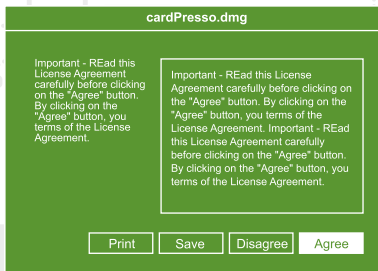 cardPresso.dmg
Important - REad this
License Agreement
carefully before clicking
on the "Agree" button.
By clicking on the
"Agree" button, you
terms of the License
Agreement.
Important - REad this License
Agreement carefully before clicking on
the "Agree" button. By clicking on the
"Agree" button, you terms of the
License Agreement. Important - REad
this License Agreement carefully
before clicking on the "Agree" button.
By clicking on the "Agree" button, you
terms of the License Agreement.
Print
Save
Disagree
Agree